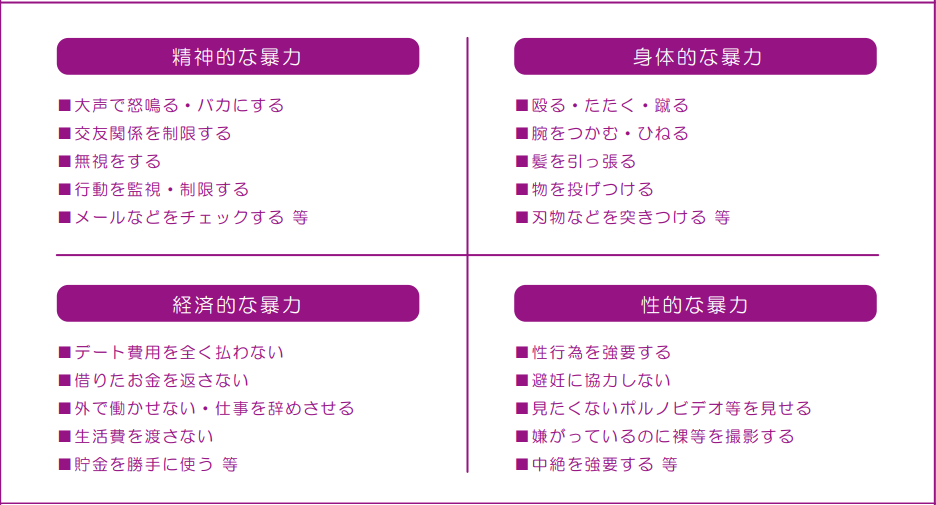 精神的な暴力
■大声で怒鳴る・バカにする
■交友関係を制限する
■無視をする
■行動を監視・制限する
■メールなどをチェックする 等
身体的な暴力
■殴る・たたく・蹴る
■腕をつかむ・ひねる
■髪を引っ張る
■物を投げつける
■刃物などを突きつける 等
経済的な暴力
■デート費用を全く払わない
■借りたお金を返さない
■外で働かせない・仕事を辞めさせる
■生活費を渡さない
■貯金を勝手に使う 等
性的な暴力
■性行為を強要する
■避妊に協力しない
■見たくないポルノビデオ等を見せる
■嫌がっているのに裸等を撮影する
■中絶を強要する 等